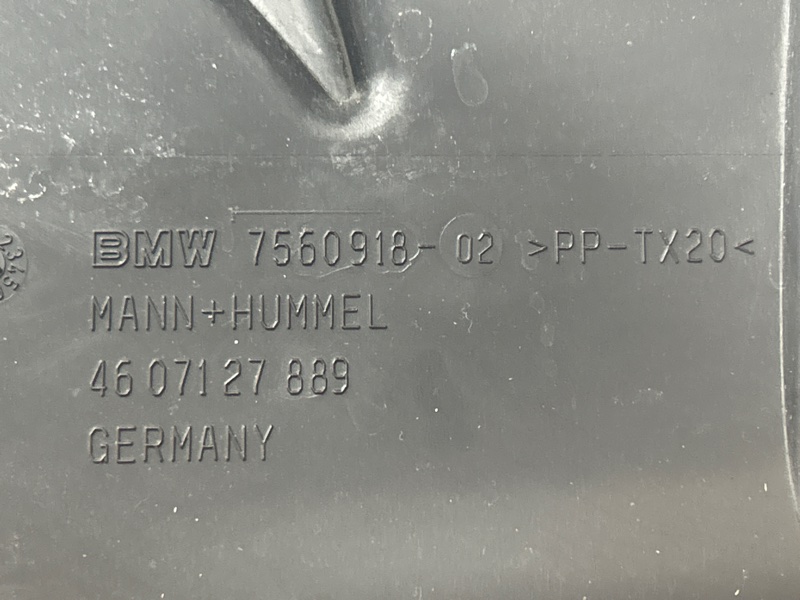 BMW 7560918- 02 >PP-TX20<
MANN+HUMMEL
46 071 27 889
GERMANY